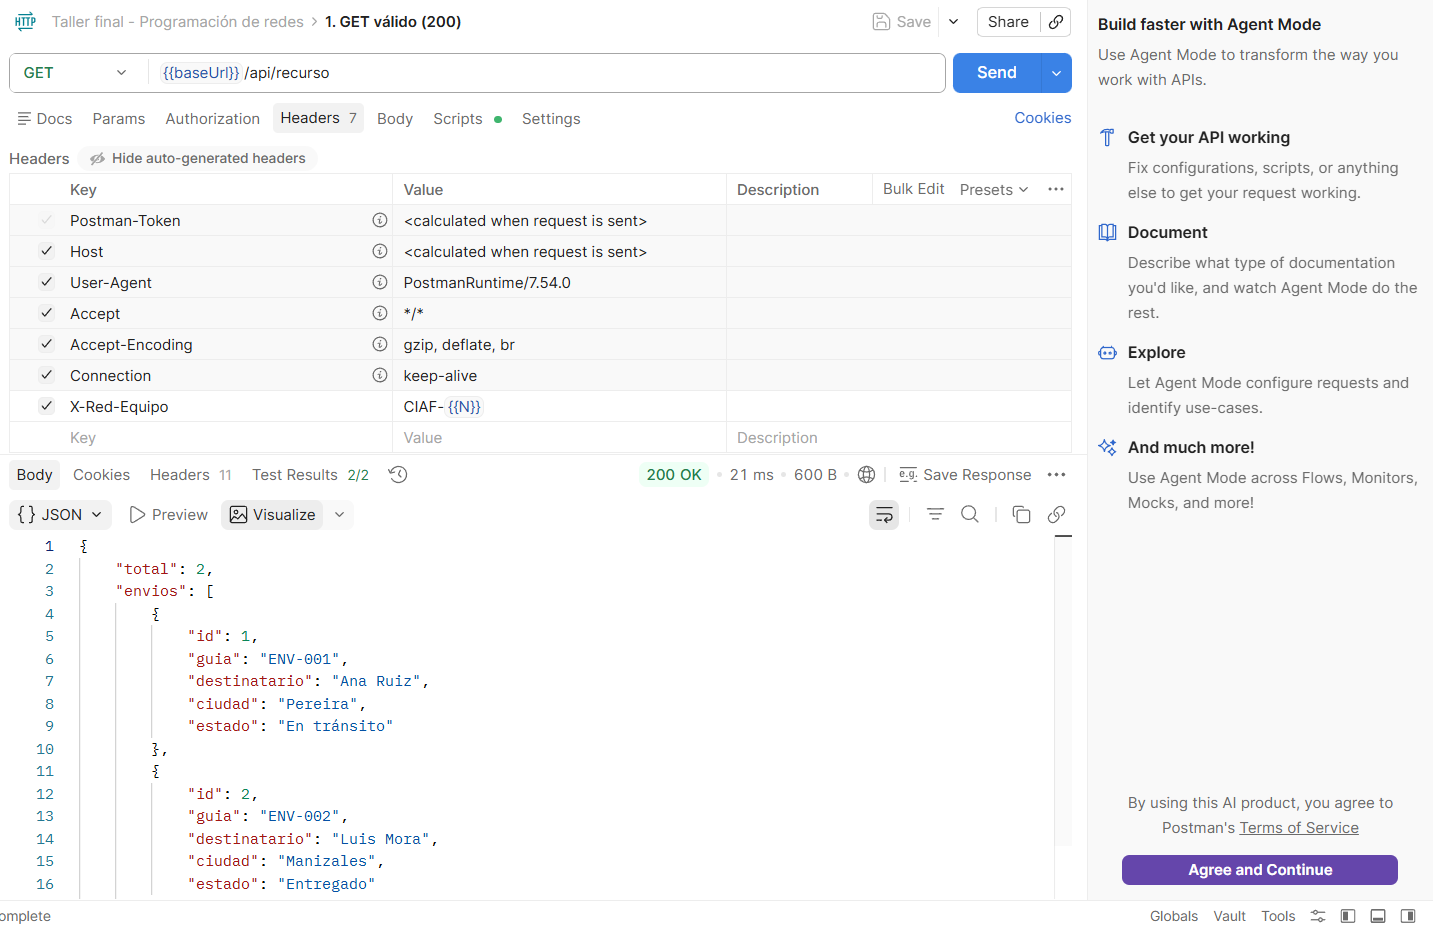 HTTP Taller final - Programación de redes > 1. GET válido (200) Save Share
GET {{baseUrl}} /api/recurso Send
Docs Params Authorization Headers 7 Body Scripts Settings Cookies
Headers Hide auto-generated headers
Key Value Description Bulk Edit Presets
Postman-Token <calculated when request is sent>
Host <calculated when request is sent>
User-Agent PostmanRuntime/7.54.0
Accept */*
Accept-Encoding gzip, deflate, br
Connection keep-alive
X-Red-Equipo CIAF-{{N}}
Key Value Description
Body Cookies Headers 11 Test Results 2/2 200 OK • 21 ms • 600 B • e.g. Save Response
{} JSON Preview Visualize
1 {
2 "total": 2,
3 "envios": [
4 {
5 "id": 1,
6 "guia": "ENV-001",
7 "destinatario": "Ana Ruiz",
8 "ciudad": "Pereira",
9 "estado": "En tránsito"
10 },
11 {
12 "id": 2,
13 "guia": "ENV-002",
14 "destinatario": "Luis Mora",
15 "ciudad": "Manizales",
16 "estado": "Entregado"
Build faster with Agent Mode
Use Agent Mode to transform the way you
work with APIs.
Get your API working
Fix configurations, scripts, or anything
else to get your request working.
Document
Describe what type of documentation
you'd like, and watch Agent Mode do the
rest.
Explore
Let Agent Mode configure requests and
identify use-cases.
And much more!
Use Agent Mode across Flows, Monitors,
Mocks, and more!
By using this AI product, you agree to
Postman's Terms of Service
Agree and Continue
omplete Globals Vault Tools